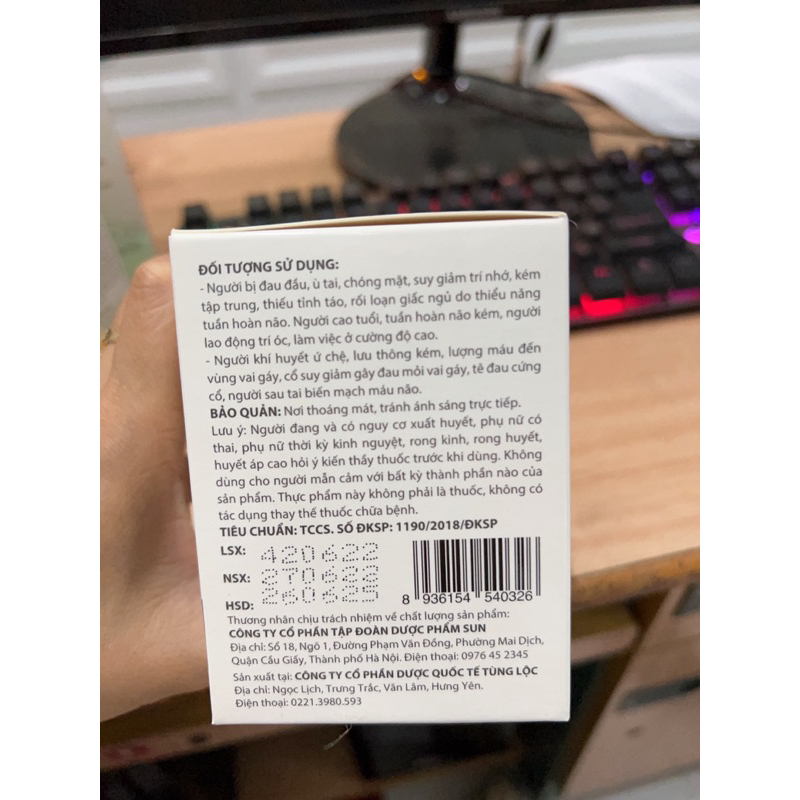 ĐỐI TƯỢNG SỬ DỤNG:
- Người bị đau đầu, ù tai, chóng mặt, suy giảm trí nhớ, kém
tập trung, thiếu tỉnh táo, rối loạn giấc ngủ do thiểu năng
tuần hoàn não. Người cao tuổi, tuần hoàn não kém, người
lao động trí óc, làm việc ở cường độ cao.
- Người khí huyết ứ chệ, lưu thông kém, lượng máu đến
vùng vai gáy, cổ suy giảm gây đau mỏi vai gáy, tê đau cứng
cổ, người sau tai biến mạch máu não.
BẢO QUẢN: Nơi thoáng mát, tránh ánh sáng trực tiếp.
Lưu ý: Người đang và có nguy cơ xuất huyết, phụ nữ có
thai, phụ nữ thời kỳ kinh nguyệt, rong kinh, rong huyết,
huyết áp cao hỏi ý kiến thầy thuốc trước khi dùng. Không
dùng cho người mẫn cảm với bất kỳ thành phần nào của
sản phẩm. Thực phẩm này không phải là thuốc, không có
tác dụng thay thế thuốc chữa bệnh.
TIÊU CHUẨN: TCCS. SỐ ĐKSP: 1190/2018/ĐKSP
LSX: 420622
NSX: 270622
HSD: 260625
8 936154 540326
Thương nhân chịu trách nhiệm về chất lượng sản phẩm:
CÔNG TY CỔ PHẦN TẬP ĐOÀN DƯỢC PHẨM SUN
Địa chỉ: Số 18, Ngõ 1, Đường Phạm Văn Đồng, Phường Mai Dịch,
Quận Cầu Giấy, Thành phố Hà Nội. Điện thoại: 0976 45 2345
Sản xuất tại: CÔNG TY CỔ PHẦN DƯỢC QUỐC TẾ TÙNG LỘC
Địa chỉ: Ngọc Lịch, Trưng Trắc, Văn Lâm, Hưng Yên.
Điện thoại: 0221.3980.593